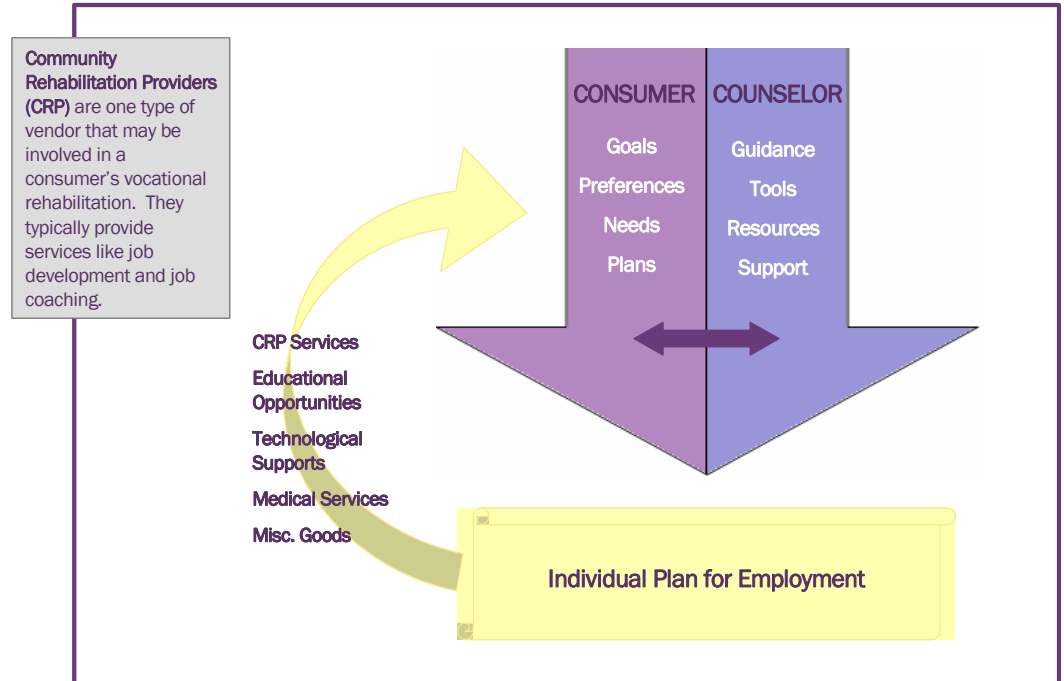 Community
Rehabilitation Providers
(CRP) are one type of
vendor that may be
involved in a
consumer's vocational
rehabilitation.  They
typically provide
services like job
development and job
coaching.
CONSUMER
Goals
Preferences
Needs
Plans
COUNSELOR
Guidance
Tools
Resources
Support
CRP Services
Educational
Opportunities
Technological
Supports
Medical Services
Misc. Goods
Individual Plan for Employment